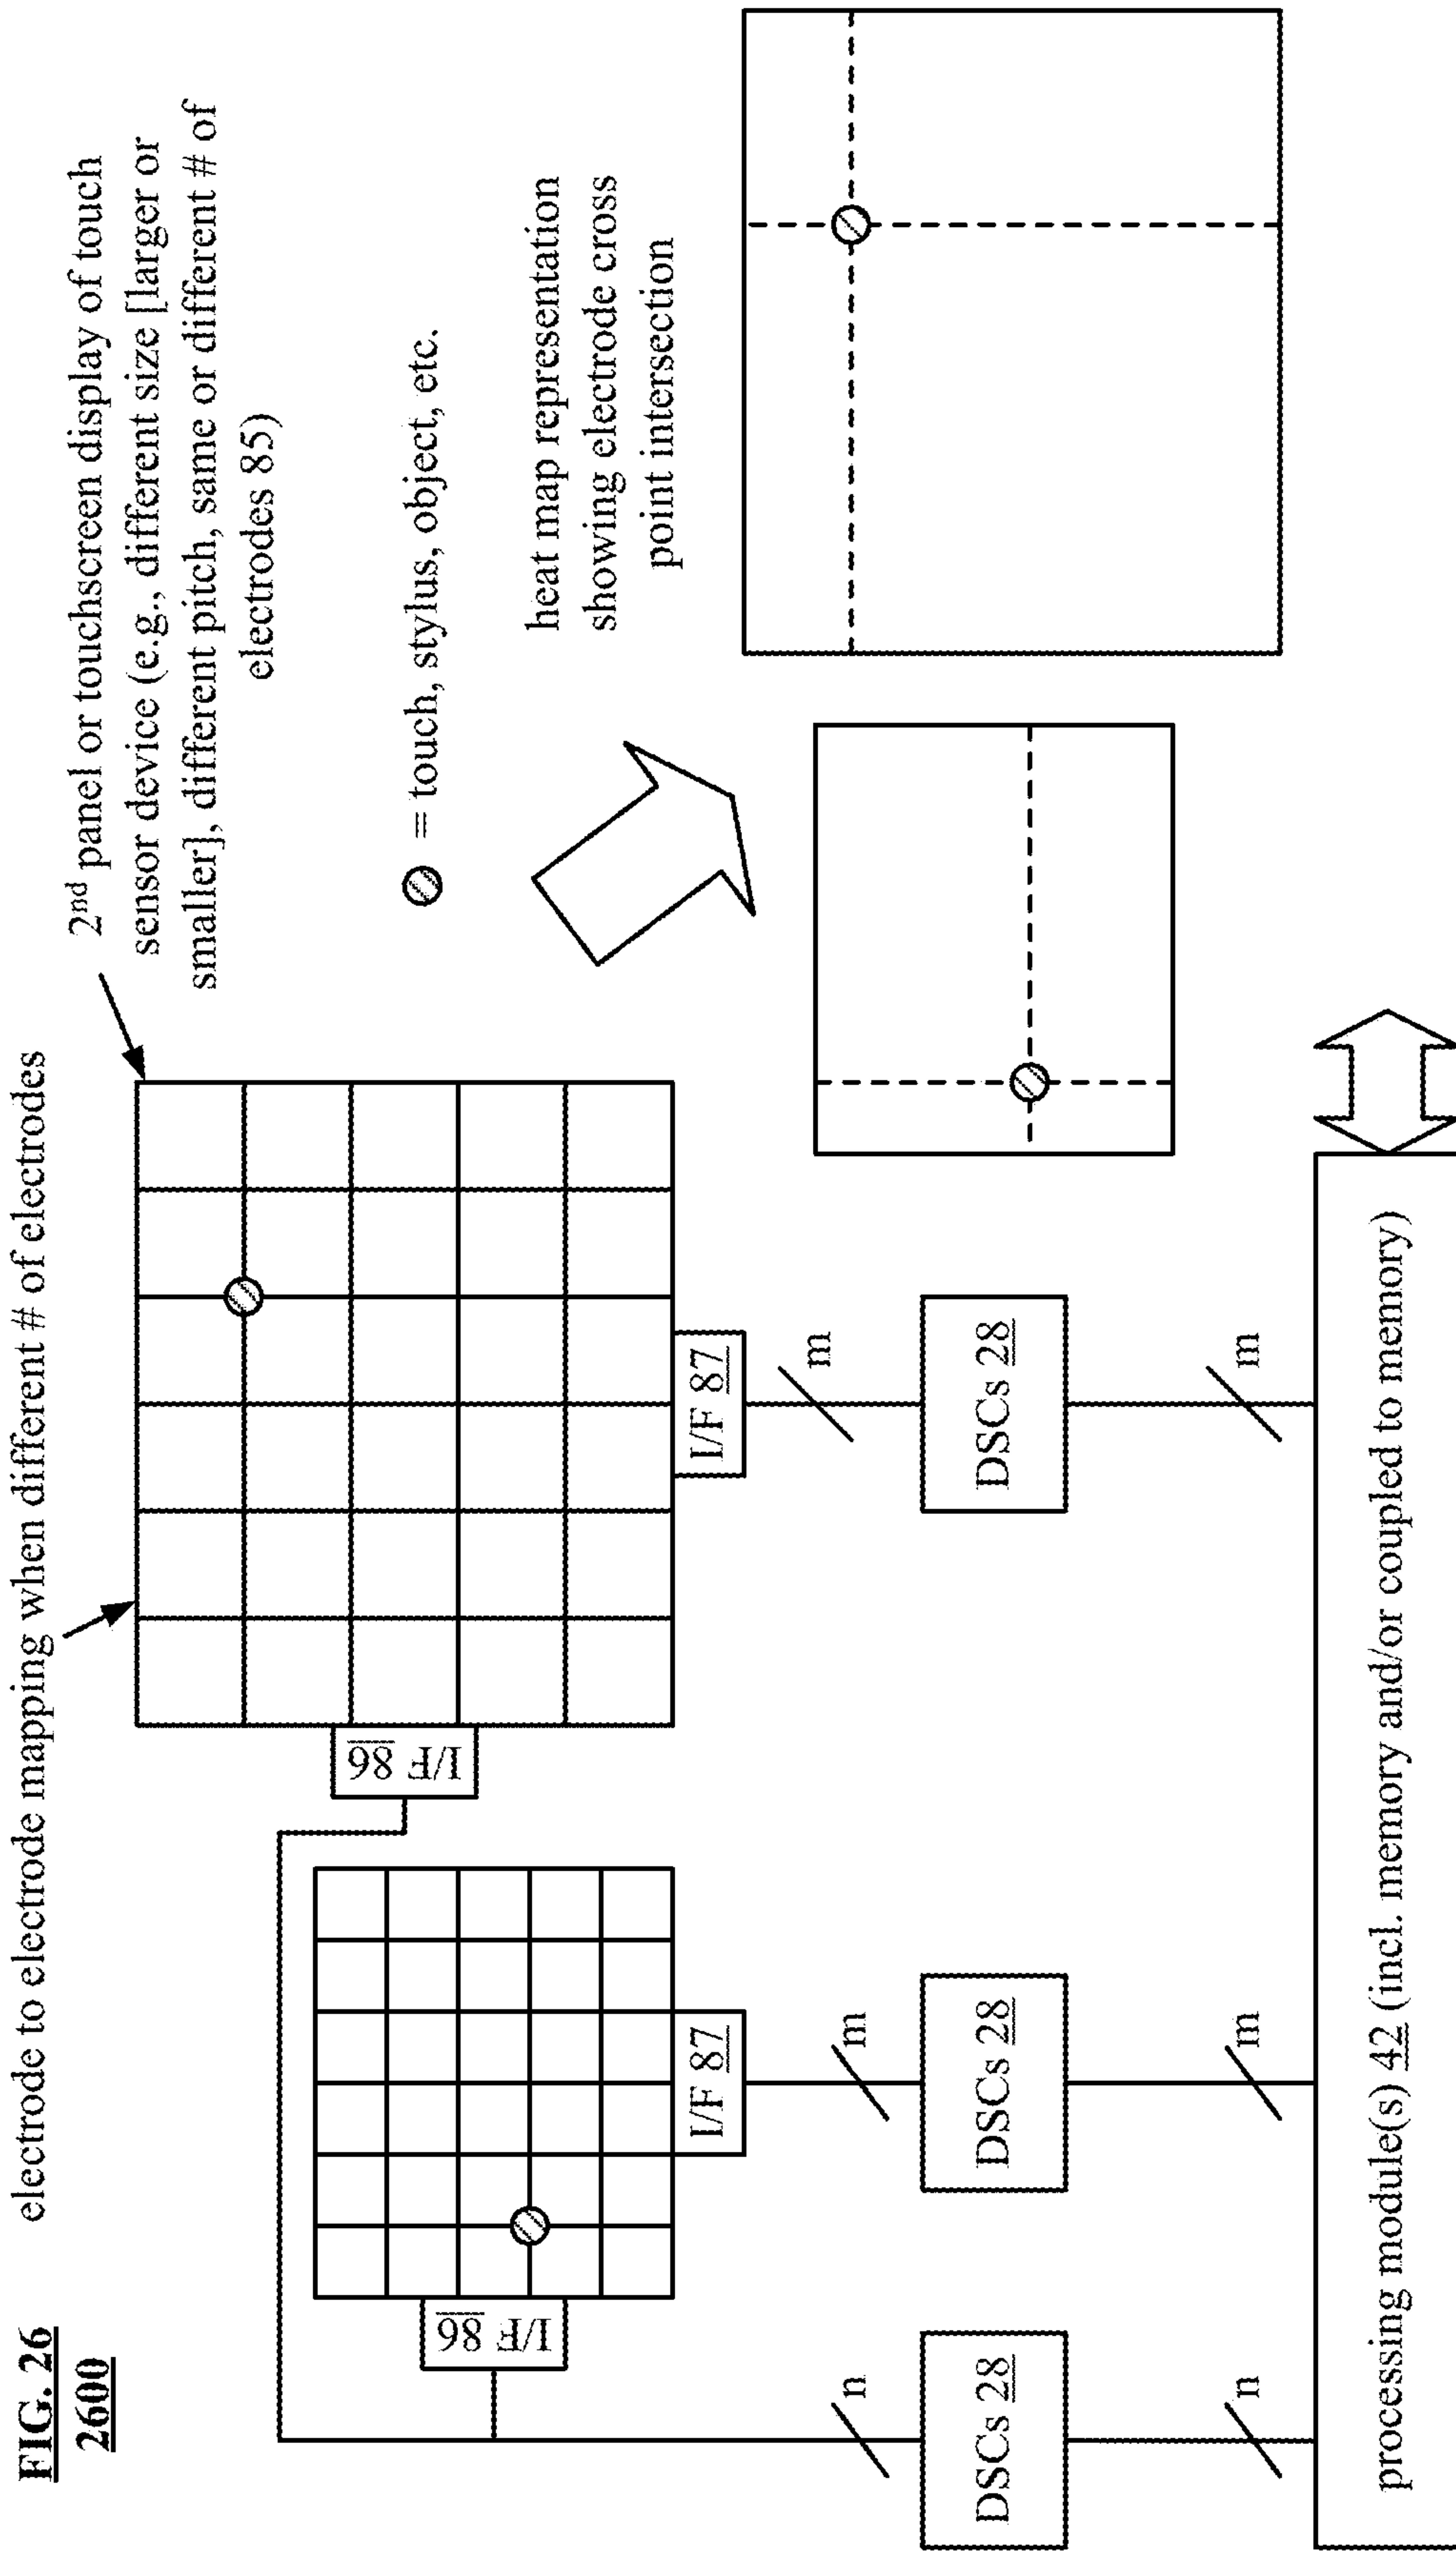 FIG. 26
2600
electrode to electrode mapping when different # of electrodes
2nd panel or touchscreen display of touch
sensor device (e.g., different size [larger or
smaller], different pitch, same or different # of
electrodes 85)
= touch, stylus, object, etc.
heat map representation
showing electrode cross
point intersection
I/F 86
I/F 86
I/F 87
I/F 87
n
m
m
DSCs 28
DSCs 28
DSCs 28
n
m
m
processing module(s) 42 (incl. memory and/or coupled to memory)